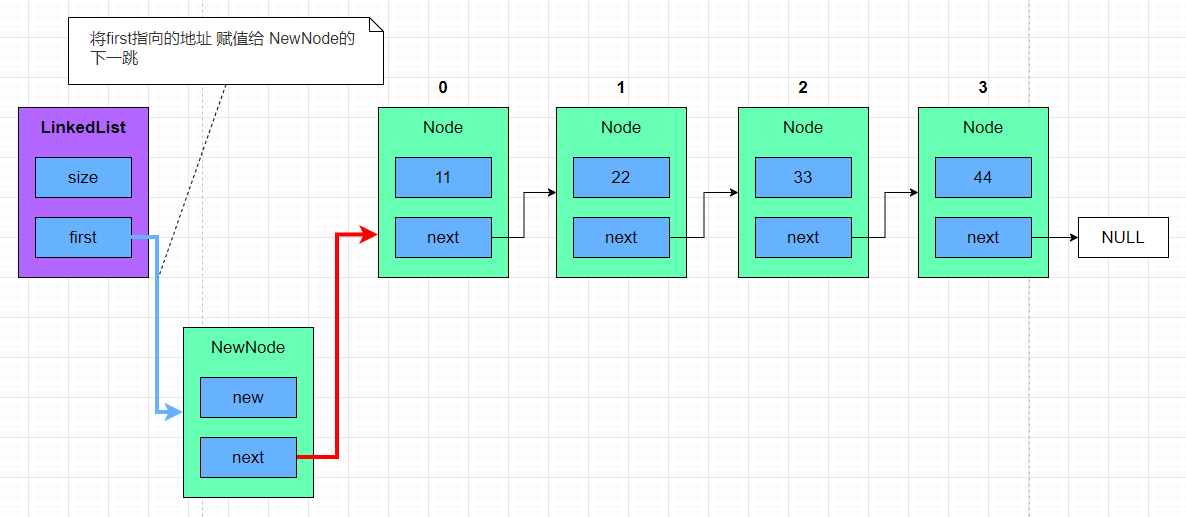 将first指向的地址 赋值给 NewNode的
下一跳
0
1
2
3
LinkedList
size
first
Node
11
next
Node
22
next
Node
33
next
Node
44
next
NULL
NewNode
new
next